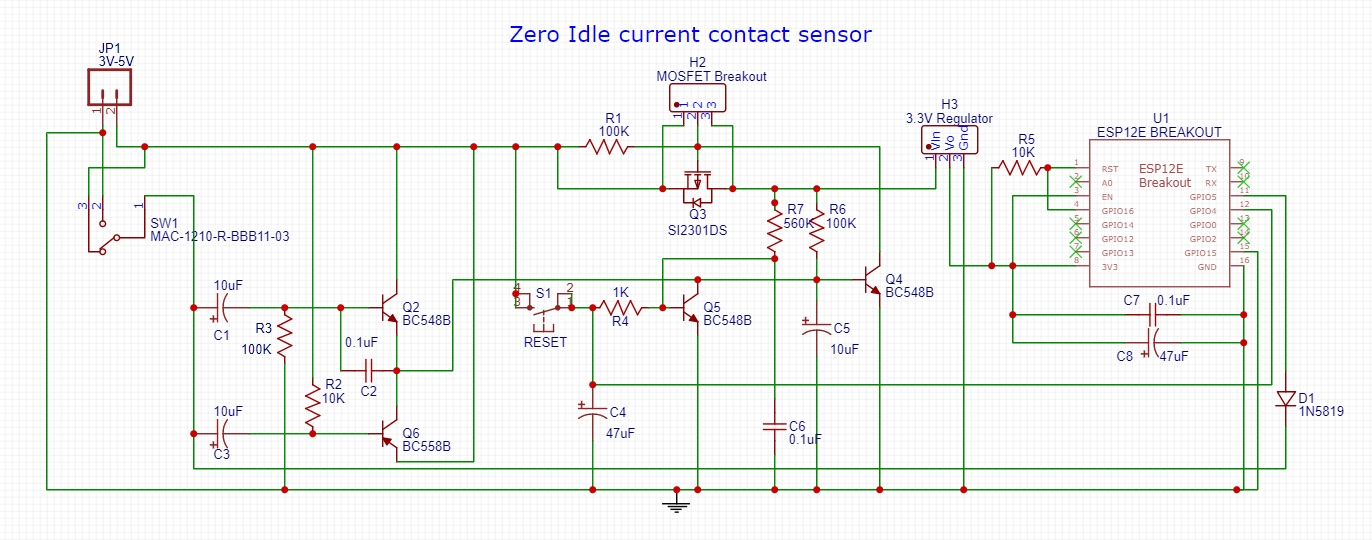 Zero Idle current contact sensor
JP1
3V-5V
1 2
H2
MOSFET Breakout
1 2 3
R1
100K
H3
3.3V Regulator
Vin Vo Gnd
1 2 3
U1
ESP12E BREAKOUT
R5
10K
ESP12E
Breakout
1 RST
2 A0
3 EN
4 GPIO16
5 GPIO14
6 GPIO12
7 GPIO13
8 3V3
TX 9
RX 10
GPIO5 11
GPIO4 12
GPIO0 13
GPIO2 14
GPIO15 15
GND 16
3 2 1
SW1
MAC-1210-R-BBB11-03
Q3
SI2301DS
R7
560K
R6
100K
10uF
C1
R3
100K
0.1uF
C2
Q2
BC548B
4 2
3 1
S1
RESET
1K
R4
Q5
BC548B
Q4
BC548B
C5
10uF
C7 0.1uF
C8 47uF
R2
10K
10uF
C3
Q6
BC558B
C4
47uF
C6
0.1uF
D1
1N5819